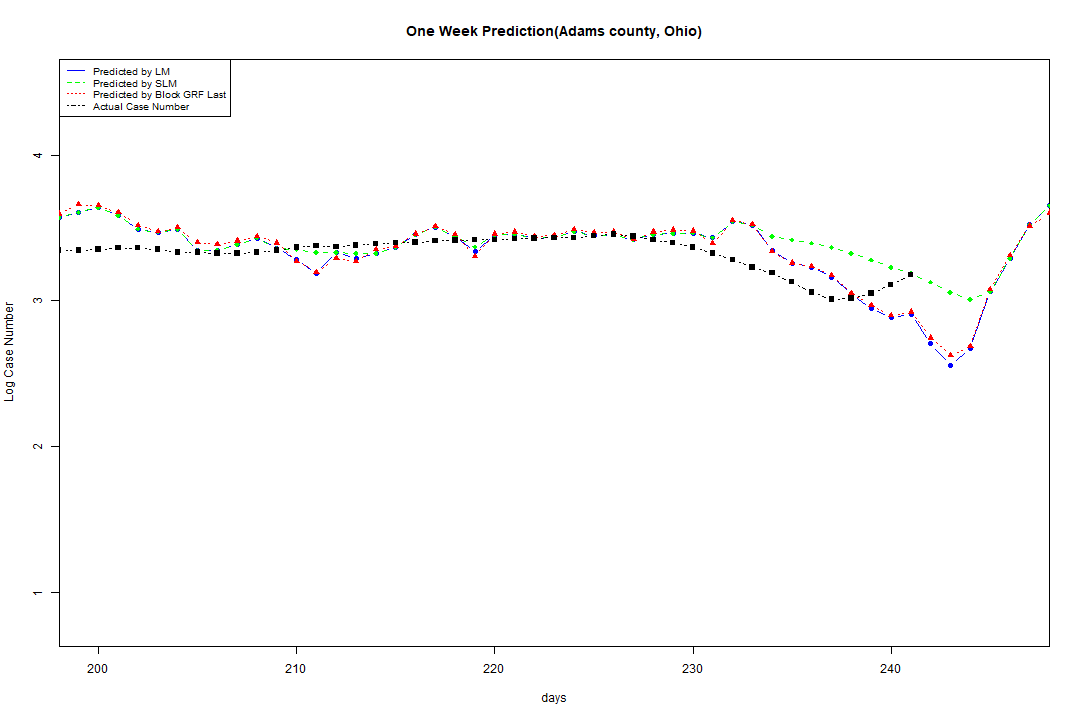 One Week Prediction(Adams county, Ohio)
Predicted by LM
Predicted by SLM
Predicted by Block GRF Last
Actual Case Number
4
3
2
1
Log Case Number
200 210 220 230 240
days